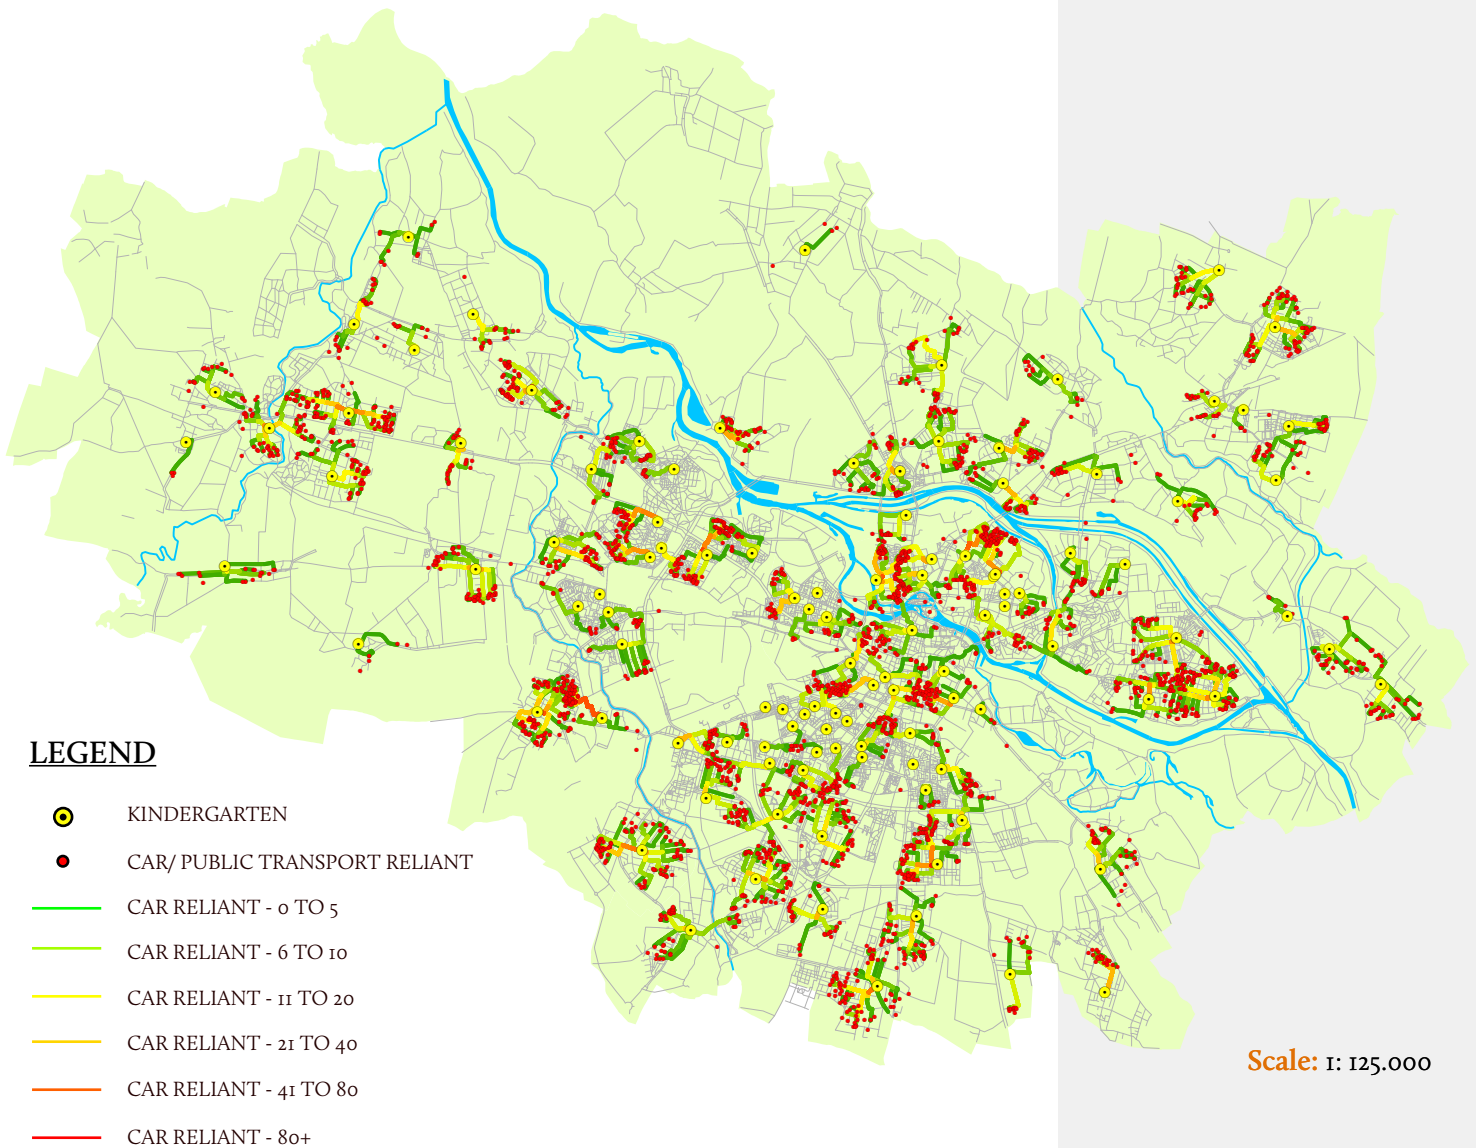 LEGEND
KINDERGARTEN
CAR/ PUBLIC TRANSPORT RELIANT
CAR RELIANT - 0 TO 5
CAR RELIANT - 6 TO 10
CAR RELIANT - 11 TO 20
CAR RELIANT - 21 TO 40
CAR RELIANT - 41 TO 80
CAR RELIANT - 80+
Scale: 1: 125.000